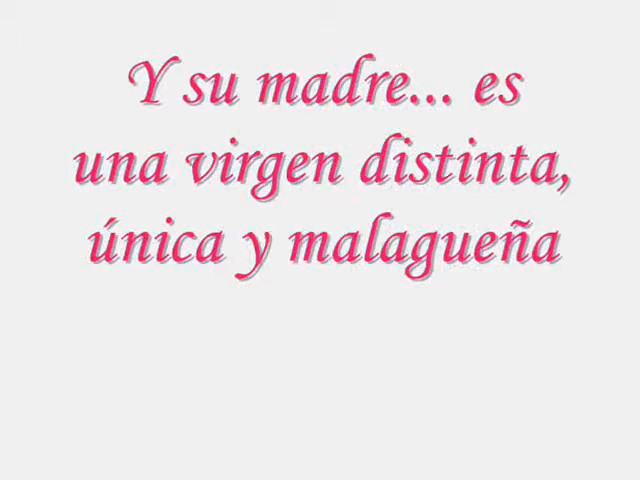 Y su madre... es
una virgen distinta,
única y malagueña